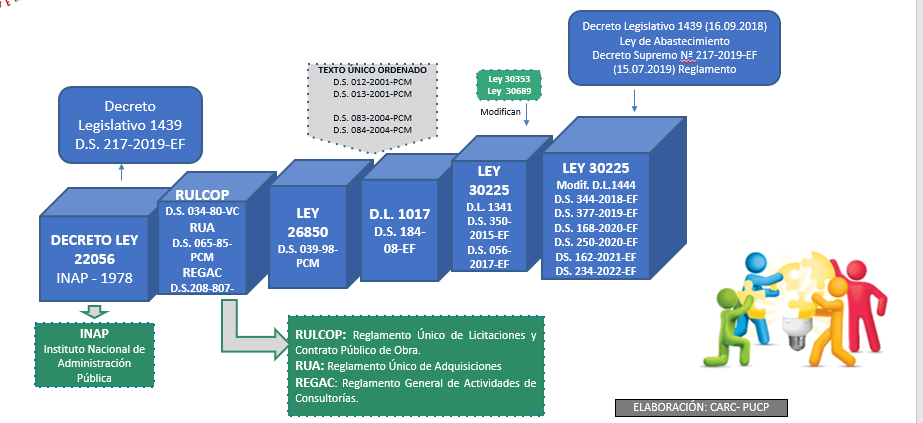 Decreto Legislativo 1439 (16.09.2018)
Ley de Abastecimiento
Decreto Supremo Nª 217-2019-EF
(15.07.2019) Reglamento
TEXTO ÚNICO ORDENADO
D.S. 012-2001-PCM
D.S. 013-2001-PCM
D.S. 083-2004-PCM
D.S. 084-2004-PCM
Ley 30353
Ley 30689
Modifican
Decreto
Legislativo 1439
D.S. 217-2019-EF
DECRETO LEY
22056
INAP - 1978
RULCOP
D.S. 034-80-VC
RUA
D.S. 065-85-
PCM
REGAC
D.S.208-807-
LEY
26850
D.S. 039-98-
PCM
D.L. 1017
D.S. 184-
08-EF
LEY
30225
D.L. 1341
D.S. 350-
2015-EF
D.S. 056-
2017-EF
LEY 30225
Modif. D.L.1444
D.S. 344-2018-EF
D.S. 377-2019-EF
D.S. 168-2020-EF
D.S. 250-2020-EF
DS. 162-2021-EF
DS. 234-2022-EF
INAP
Instituto Nacional de
Administración
Pública
RULCOP: Reglamento Único de Licitaciones y
Contrato Público de Obra.
RUA: Reglamento Único de Adquisiciones
REGAC: Reglamento General de Actividades de
Consultorías.
ELABORACIÓN: CARC- PUCP